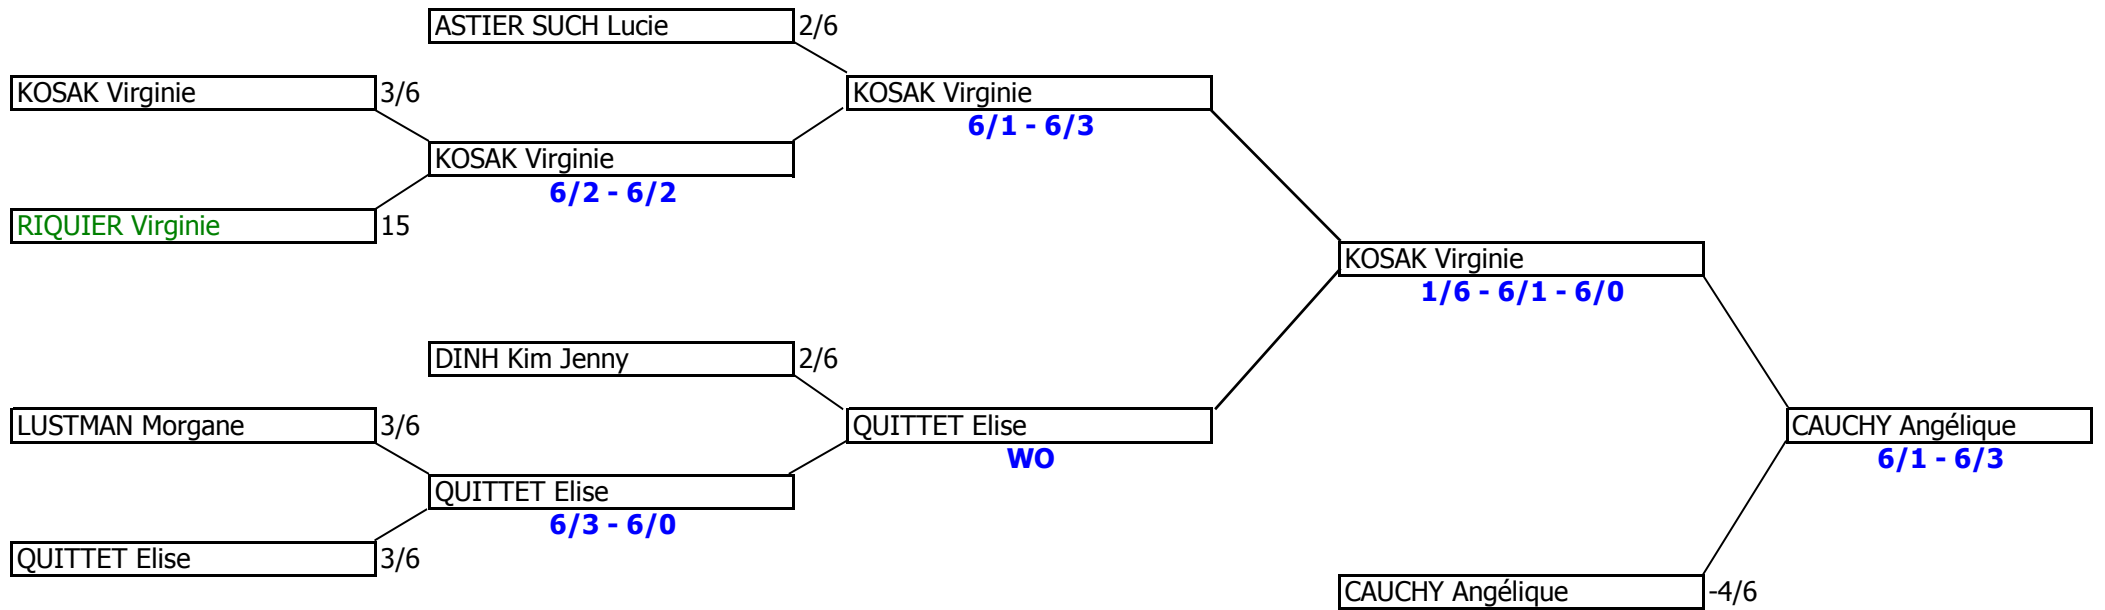 ASTIER SUCH Lucie 2/6
KOSAK Virginie 3/6
KOSAK Virginie
6/1 - 6/3
KOSAK Virginie
6/2 - 6/2
RIQUIER Virginie 15
KOSAK Virginie
1/6 - 6/1 - 6/0
DINH Kim Jenny 2/6
LUSTMAN Morgane 3/6
QUITTET Elise
WO
CAUCHY Angélique
6/1 - 6/3
QUITTET Elise
6/3 - 6/0
QUITTET Elise 3/6
CAUCHY Angélique -4/6